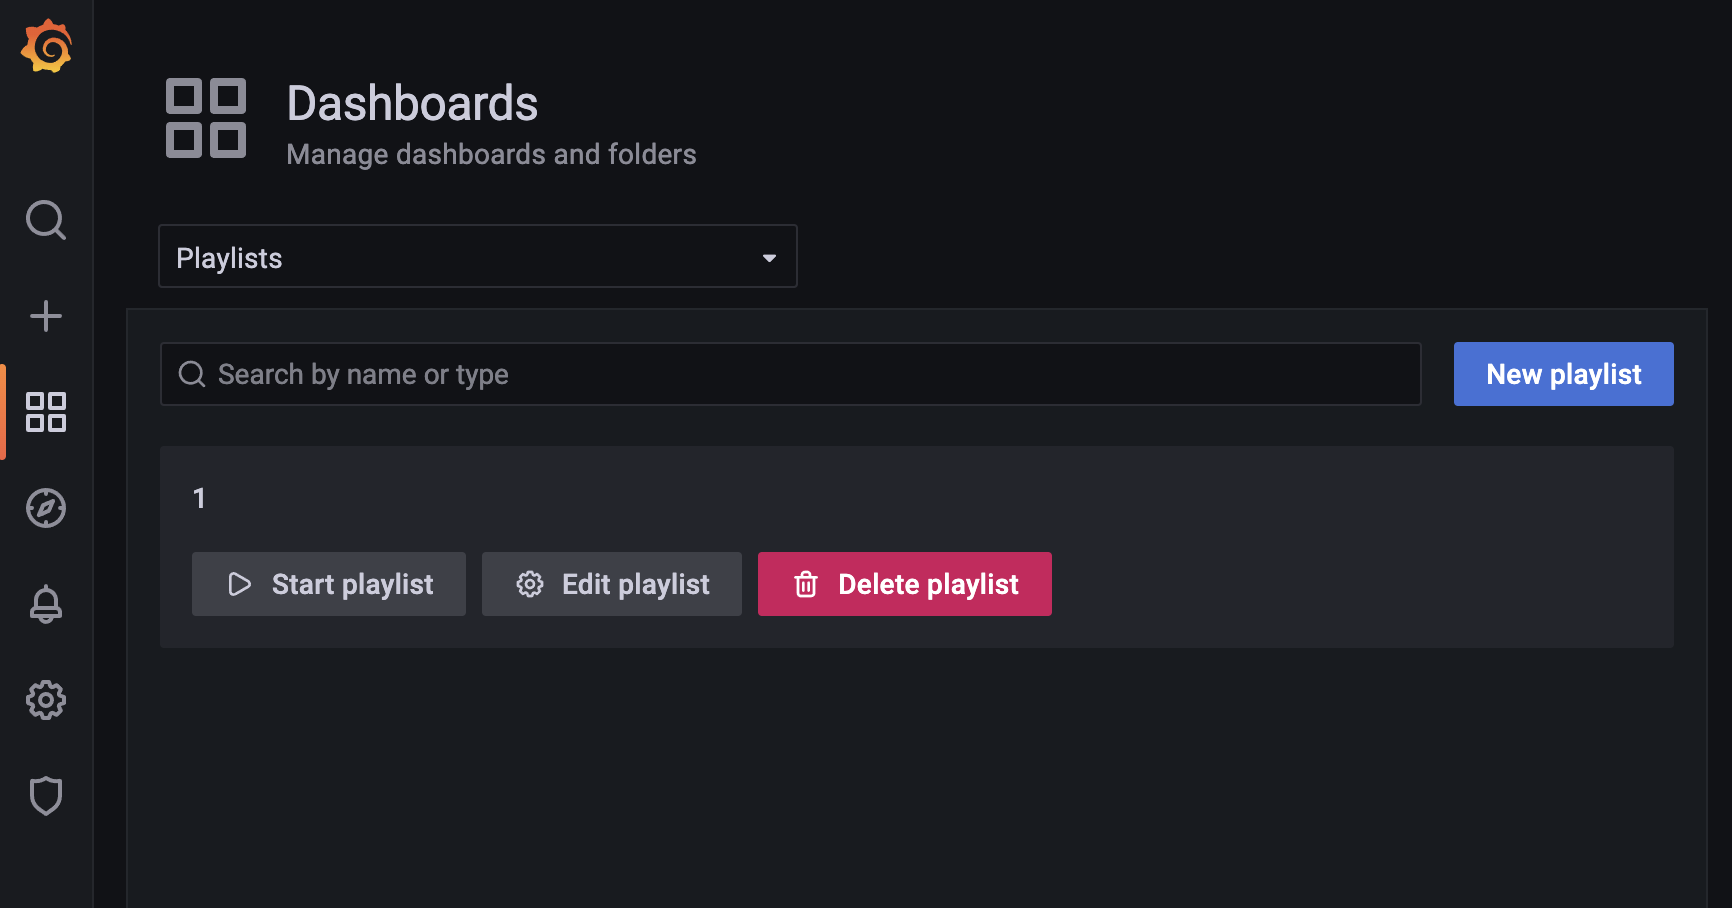 Dashboards
Manage dashboards and folders
Playlists
Search by name or type
New playlist
1
Start playlist
Edit playlist
Delete playlist